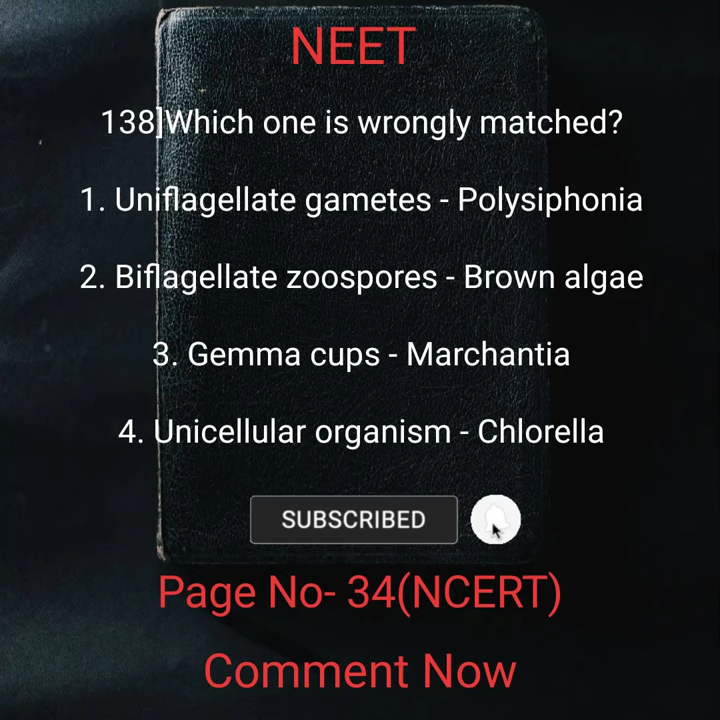 NEET
138]Which one is wrongly matched?
1. Uniflagellate gametes - Polysiphonia
2. Biflagellate zoospores - Brown algae
3. Gemma cups - Marchantia
4. Unicellular organism - Chlorella
SUBSCRIBED
Page No- 34(NCERT)
Comment Now